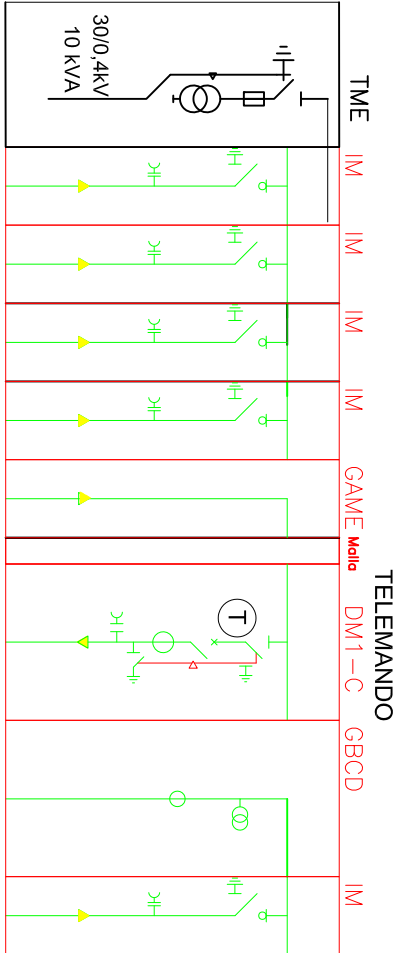 TME
30/0,4kV
10 kVA
IM
IM
IM
IM
GAME
Malla
TELEMANDO
DM1-C
T
GBCD
IM